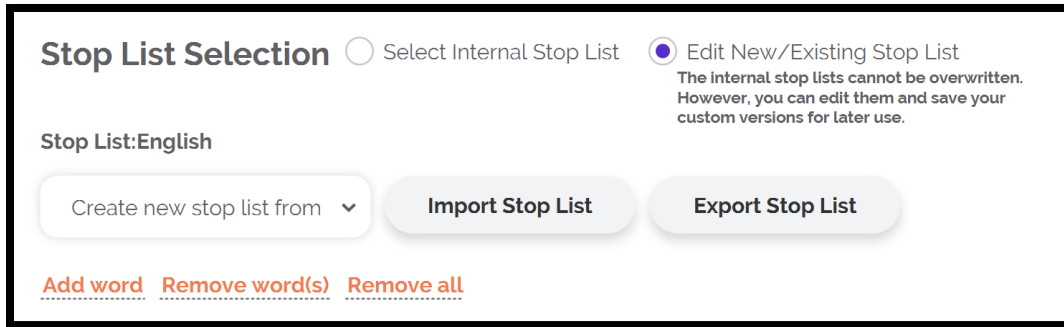 Stop List Selection Select Internal Stop List Edit New/Existing Stop List
The internal stop lists cannot be overwritten.
However, you can edit them and save your
custom versions for later use.
Stop List:English
Create new stop list from Import Stop List Export Stop List
Add word Remove word(s) Remove all